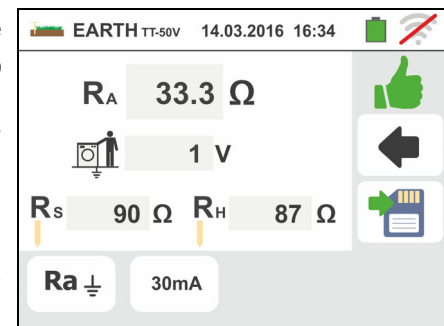 EARTH TT-50V 14.03.2016 16:34
RA 33.3 Ω
1 V
RS 90 Ω RH 87 Ω
Ra 30mA